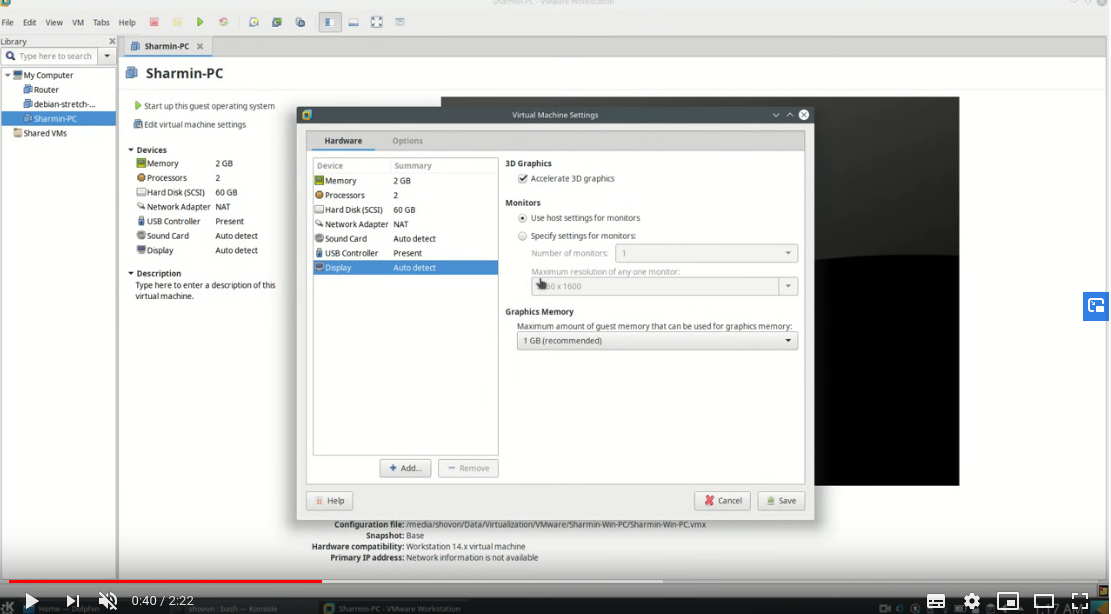 Sharmin-PC - VMware Workstation
File Edit View VM Tabs Help
Library
Type here to search
My Computer
Router
debian-stretch-...
Sharmin-PC
Shared VMs
Sharmin-PC
Sharmin-PC
Start up this guest operating system
Edit virtual machine settings
Devices
Memory 2 GB
Processors 2
Hard Disk (SCSI) 60 GB
Network Adapter NAT
USB Controller Present
Sound Card Auto detect
Display Auto detect
Description
Type here to enter a description of this
virtual machine.
Virtual Machine Settings
Hardware Options
Device Summary
Memory 2 GB
Processors 2
Hard Disk (SCSI) 60 GB
Network Adapter NAT
Sound Card Auto detect
USB Controller Present
Display Auto detect
Add...
Remove
3D Graphics
Accelerate 3D graphics
Monitors
Use host settings for monitors
Specify settings for monitors:
Number of monitors: 1
Maximum resolution of any one monitor:
x 1600
Graphics Memory
Maximum amount of guest memory that can be used for graphics memory:
1 GB (recommended)
Help
Cancel
Save
Configuration file: /media/shovon/Data/Virtualization/VMware/Sharmin-Win-PC/Sharmin-Win-PC.vmx
Snapshot: Base
Hardware compatibility: Workstation 14.x virtual machine
Primary IP address: Network information is not available
0:40 / 2:22
Home — Dolphin
shovon : bash — Konsole
Sharmin-PC - VMware Workstation